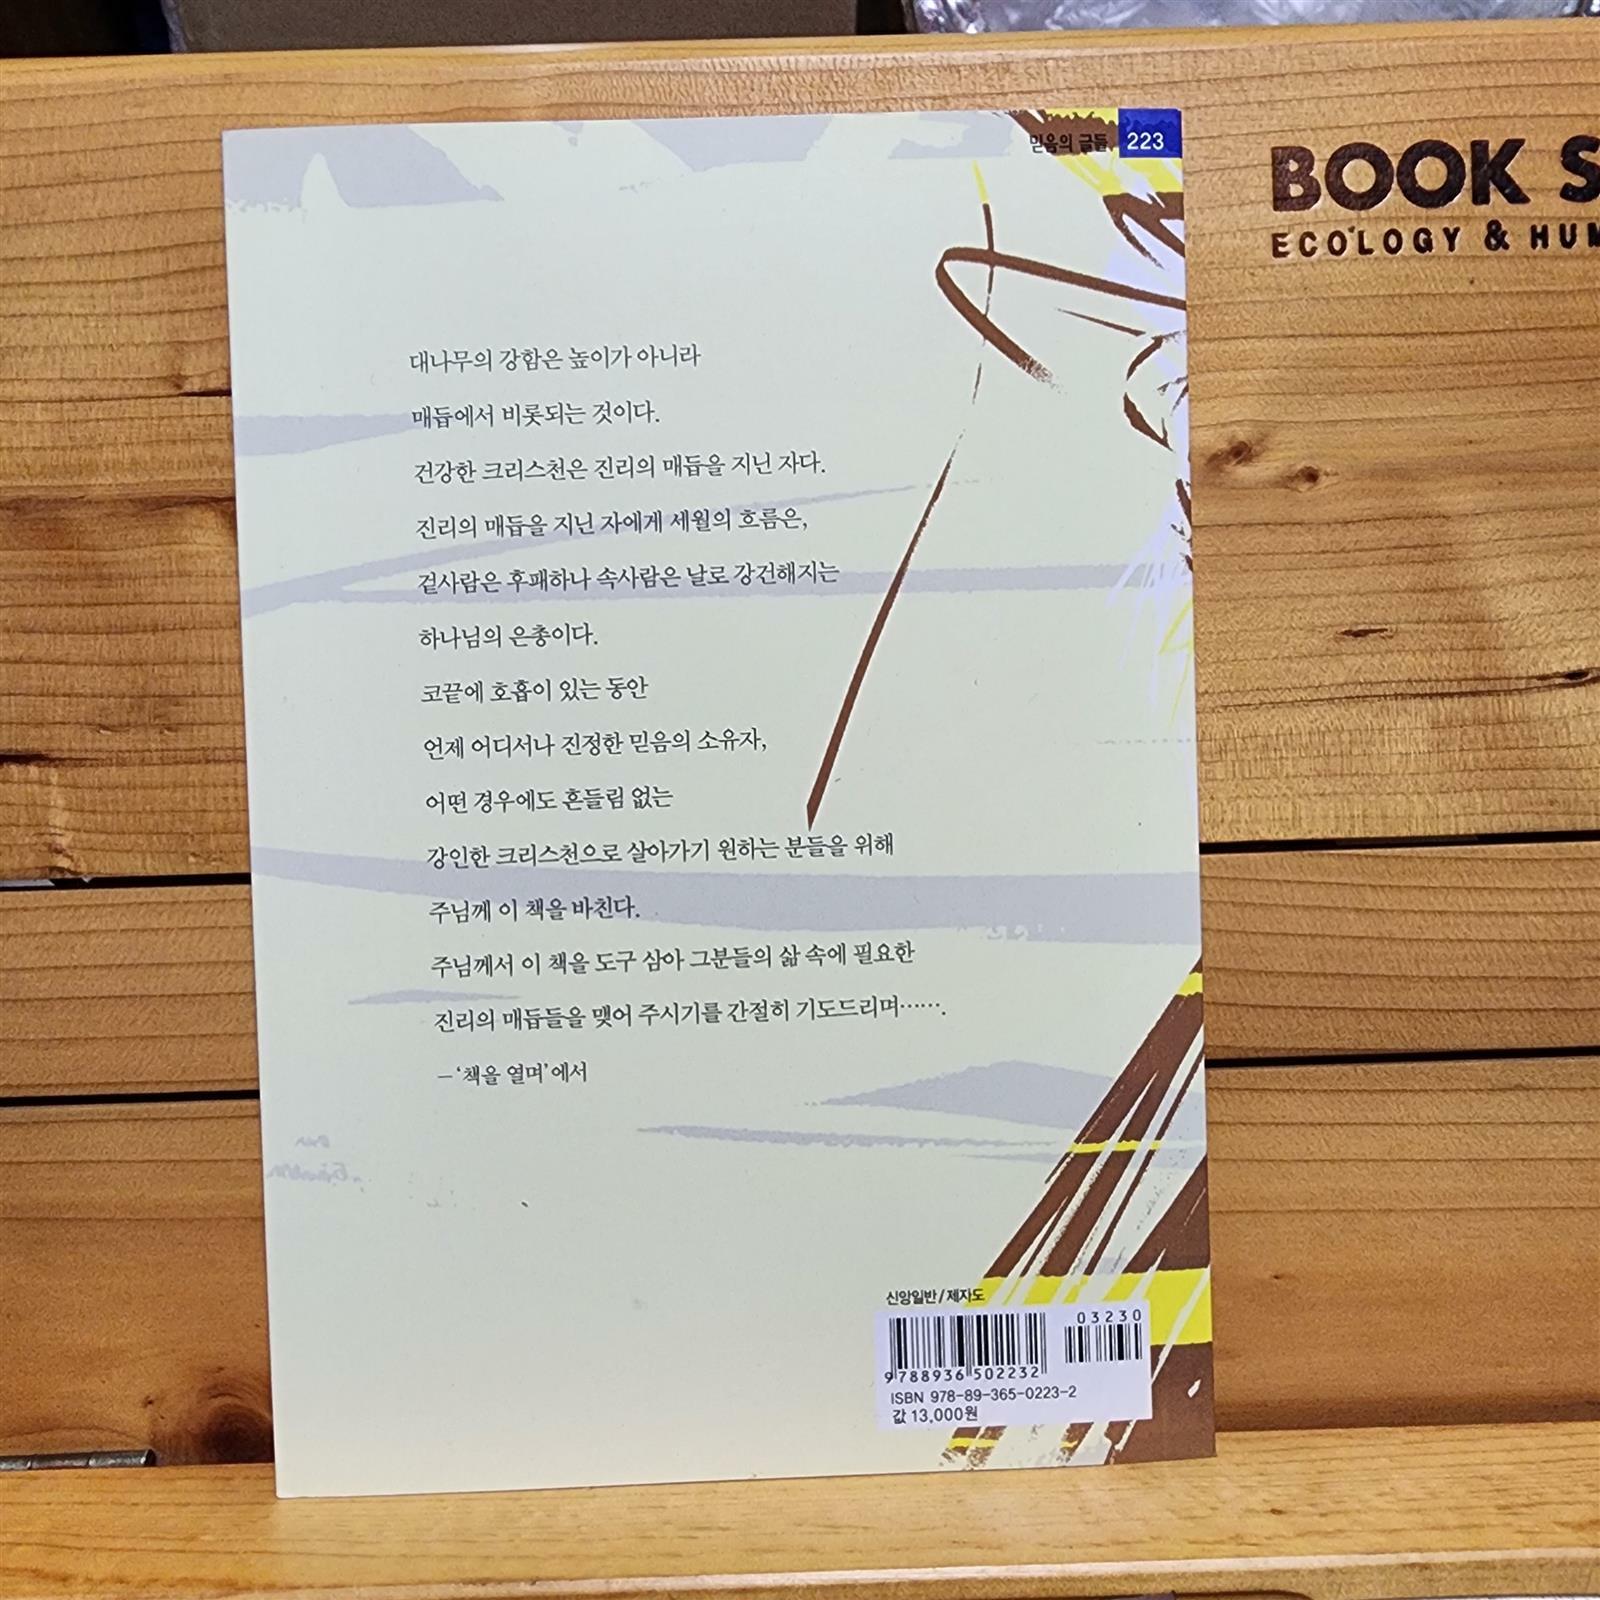 믿음의 글들 223
BOOK S
ECOLOGY & HUM
대나무의 강함은 높이가 아니라
매듭에서 비롯되는 것이다.
건강한 크리스천은 진리의 매듭을 지닌 자다.
진리의 매듭을 지닌 자에게 세월의 흐름은,
겉사람은 후패하나 속사람은 날로 강건해지는
하나님의 은총이다.
코끝에 호흡이 있는 동안
언제 어디서나 진정한 믿음의 소유자,
어떤 경우에도 흔들림 없는
강인한 크리스천으로 살아가기 원하는 분들을 위해
주님께 이 책을 바친다.
주님께서 이 책을 도구 삼아 그분들의 삶 속에 필요한
진리의 매듭들을 맺어 주시기를 간절히 기도드리며…….
–‘책을 열며’에서
신앙일반/제자도
03230
9 788936 502232
ISBN 978-89-365-0223-2
값 13,000원